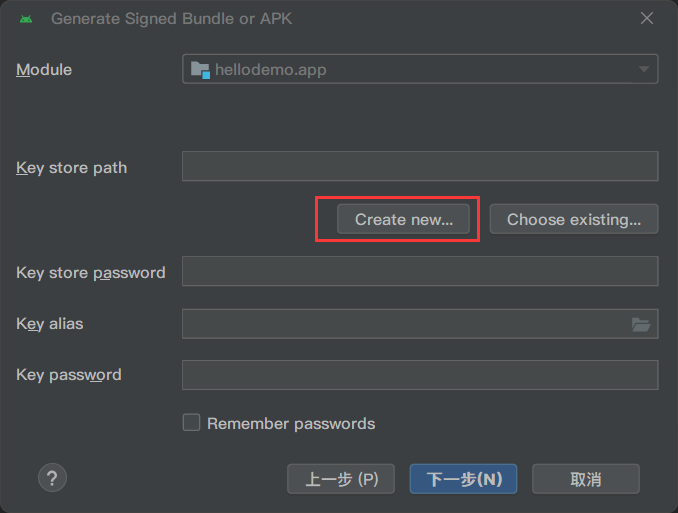 Generate Signed Bundle or APK
Module
hellodemo.app
Key store path
Create new...
Choose existing...
Key store password
Key alias
Key password
Remember passwords
?
上一步 (P)
下一步(N)
取消